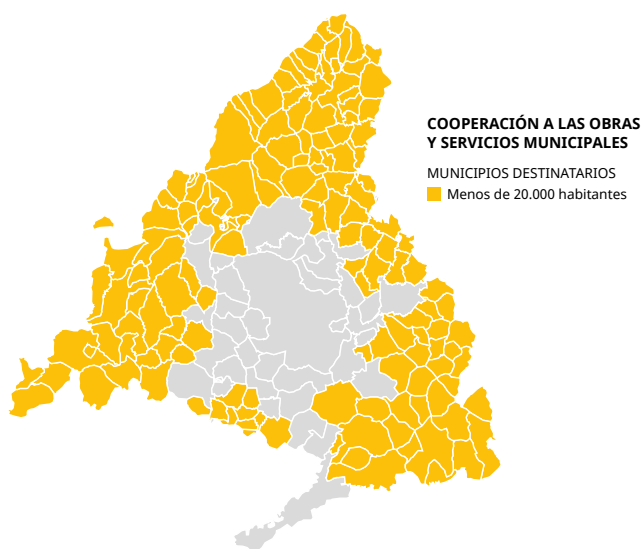 COOPERACIÓN A LAS OBRAS
Y SERVICIOS MUNICIPALES
MUNICIPIOS DESTINATARIOS
Menos de 20.000 habitantes